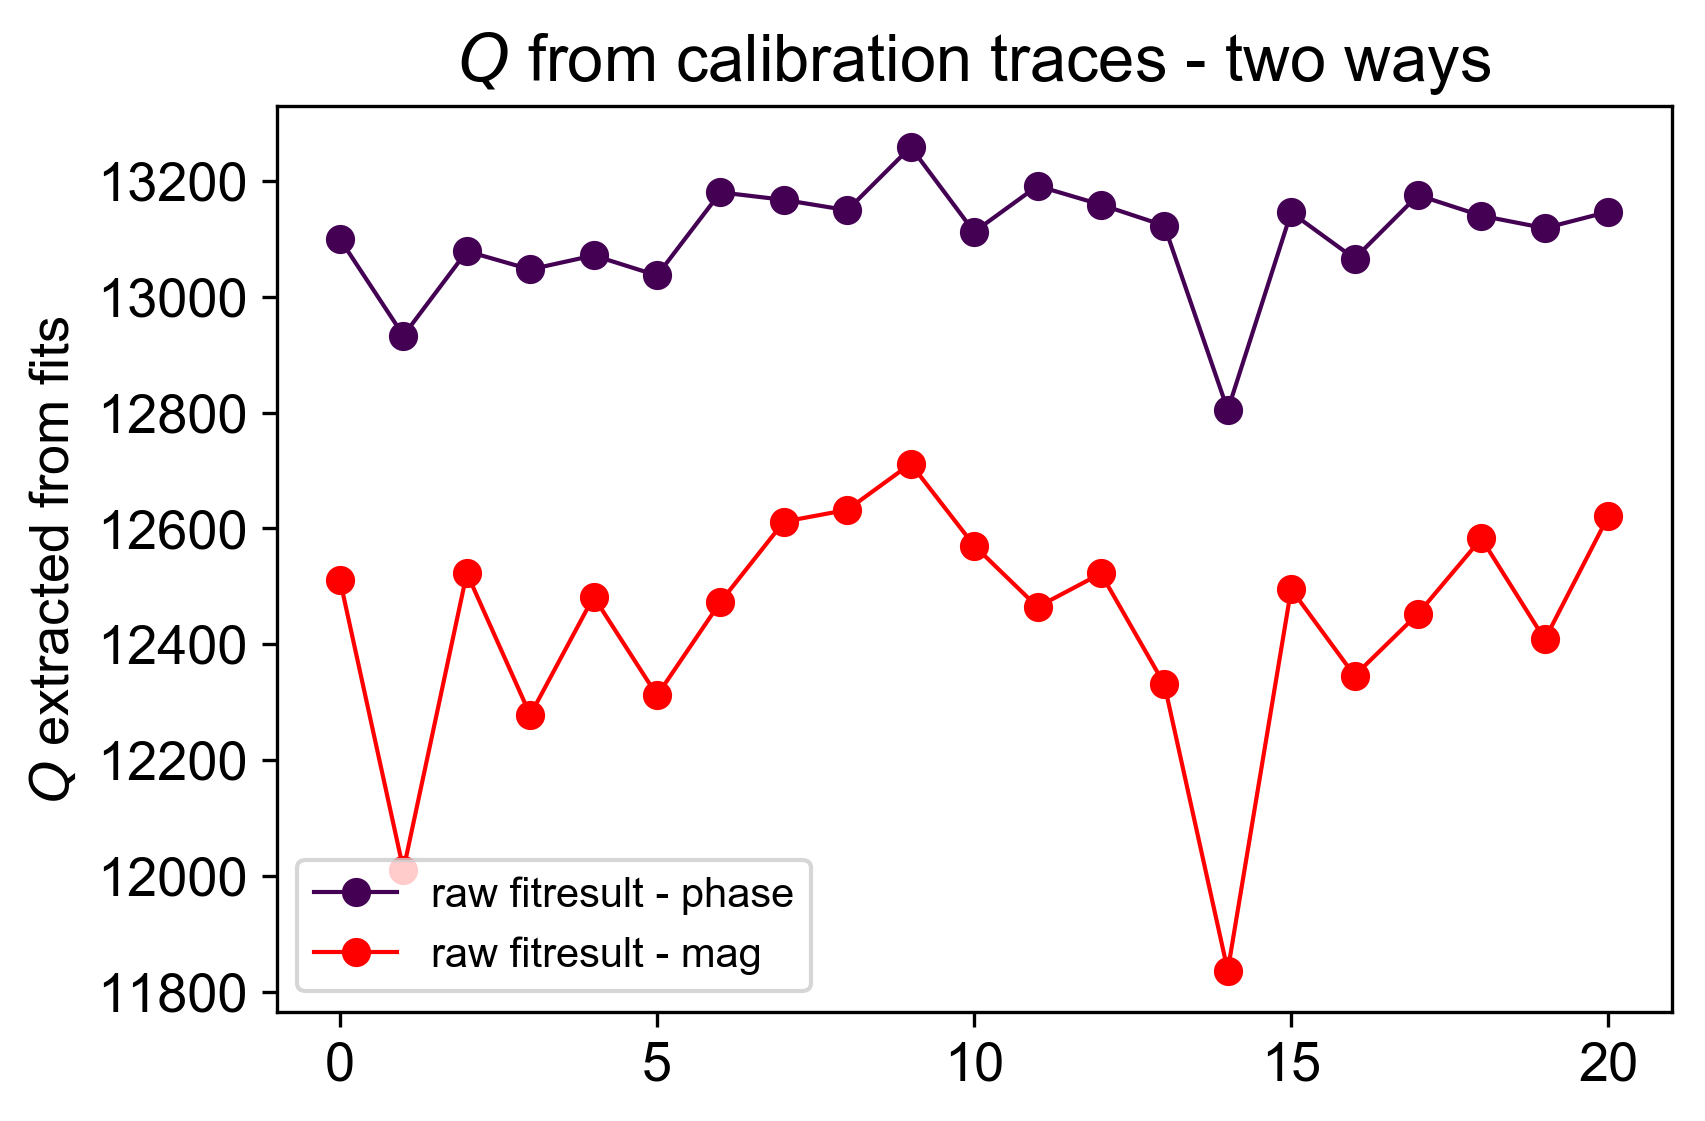 Q from calibration traces - two ways
Q extracted from fits
13200
13000
12800
12600
12400
12200
12000
11800
raw fitresult - phase
raw fitresult - mag
0 5 10 15 20